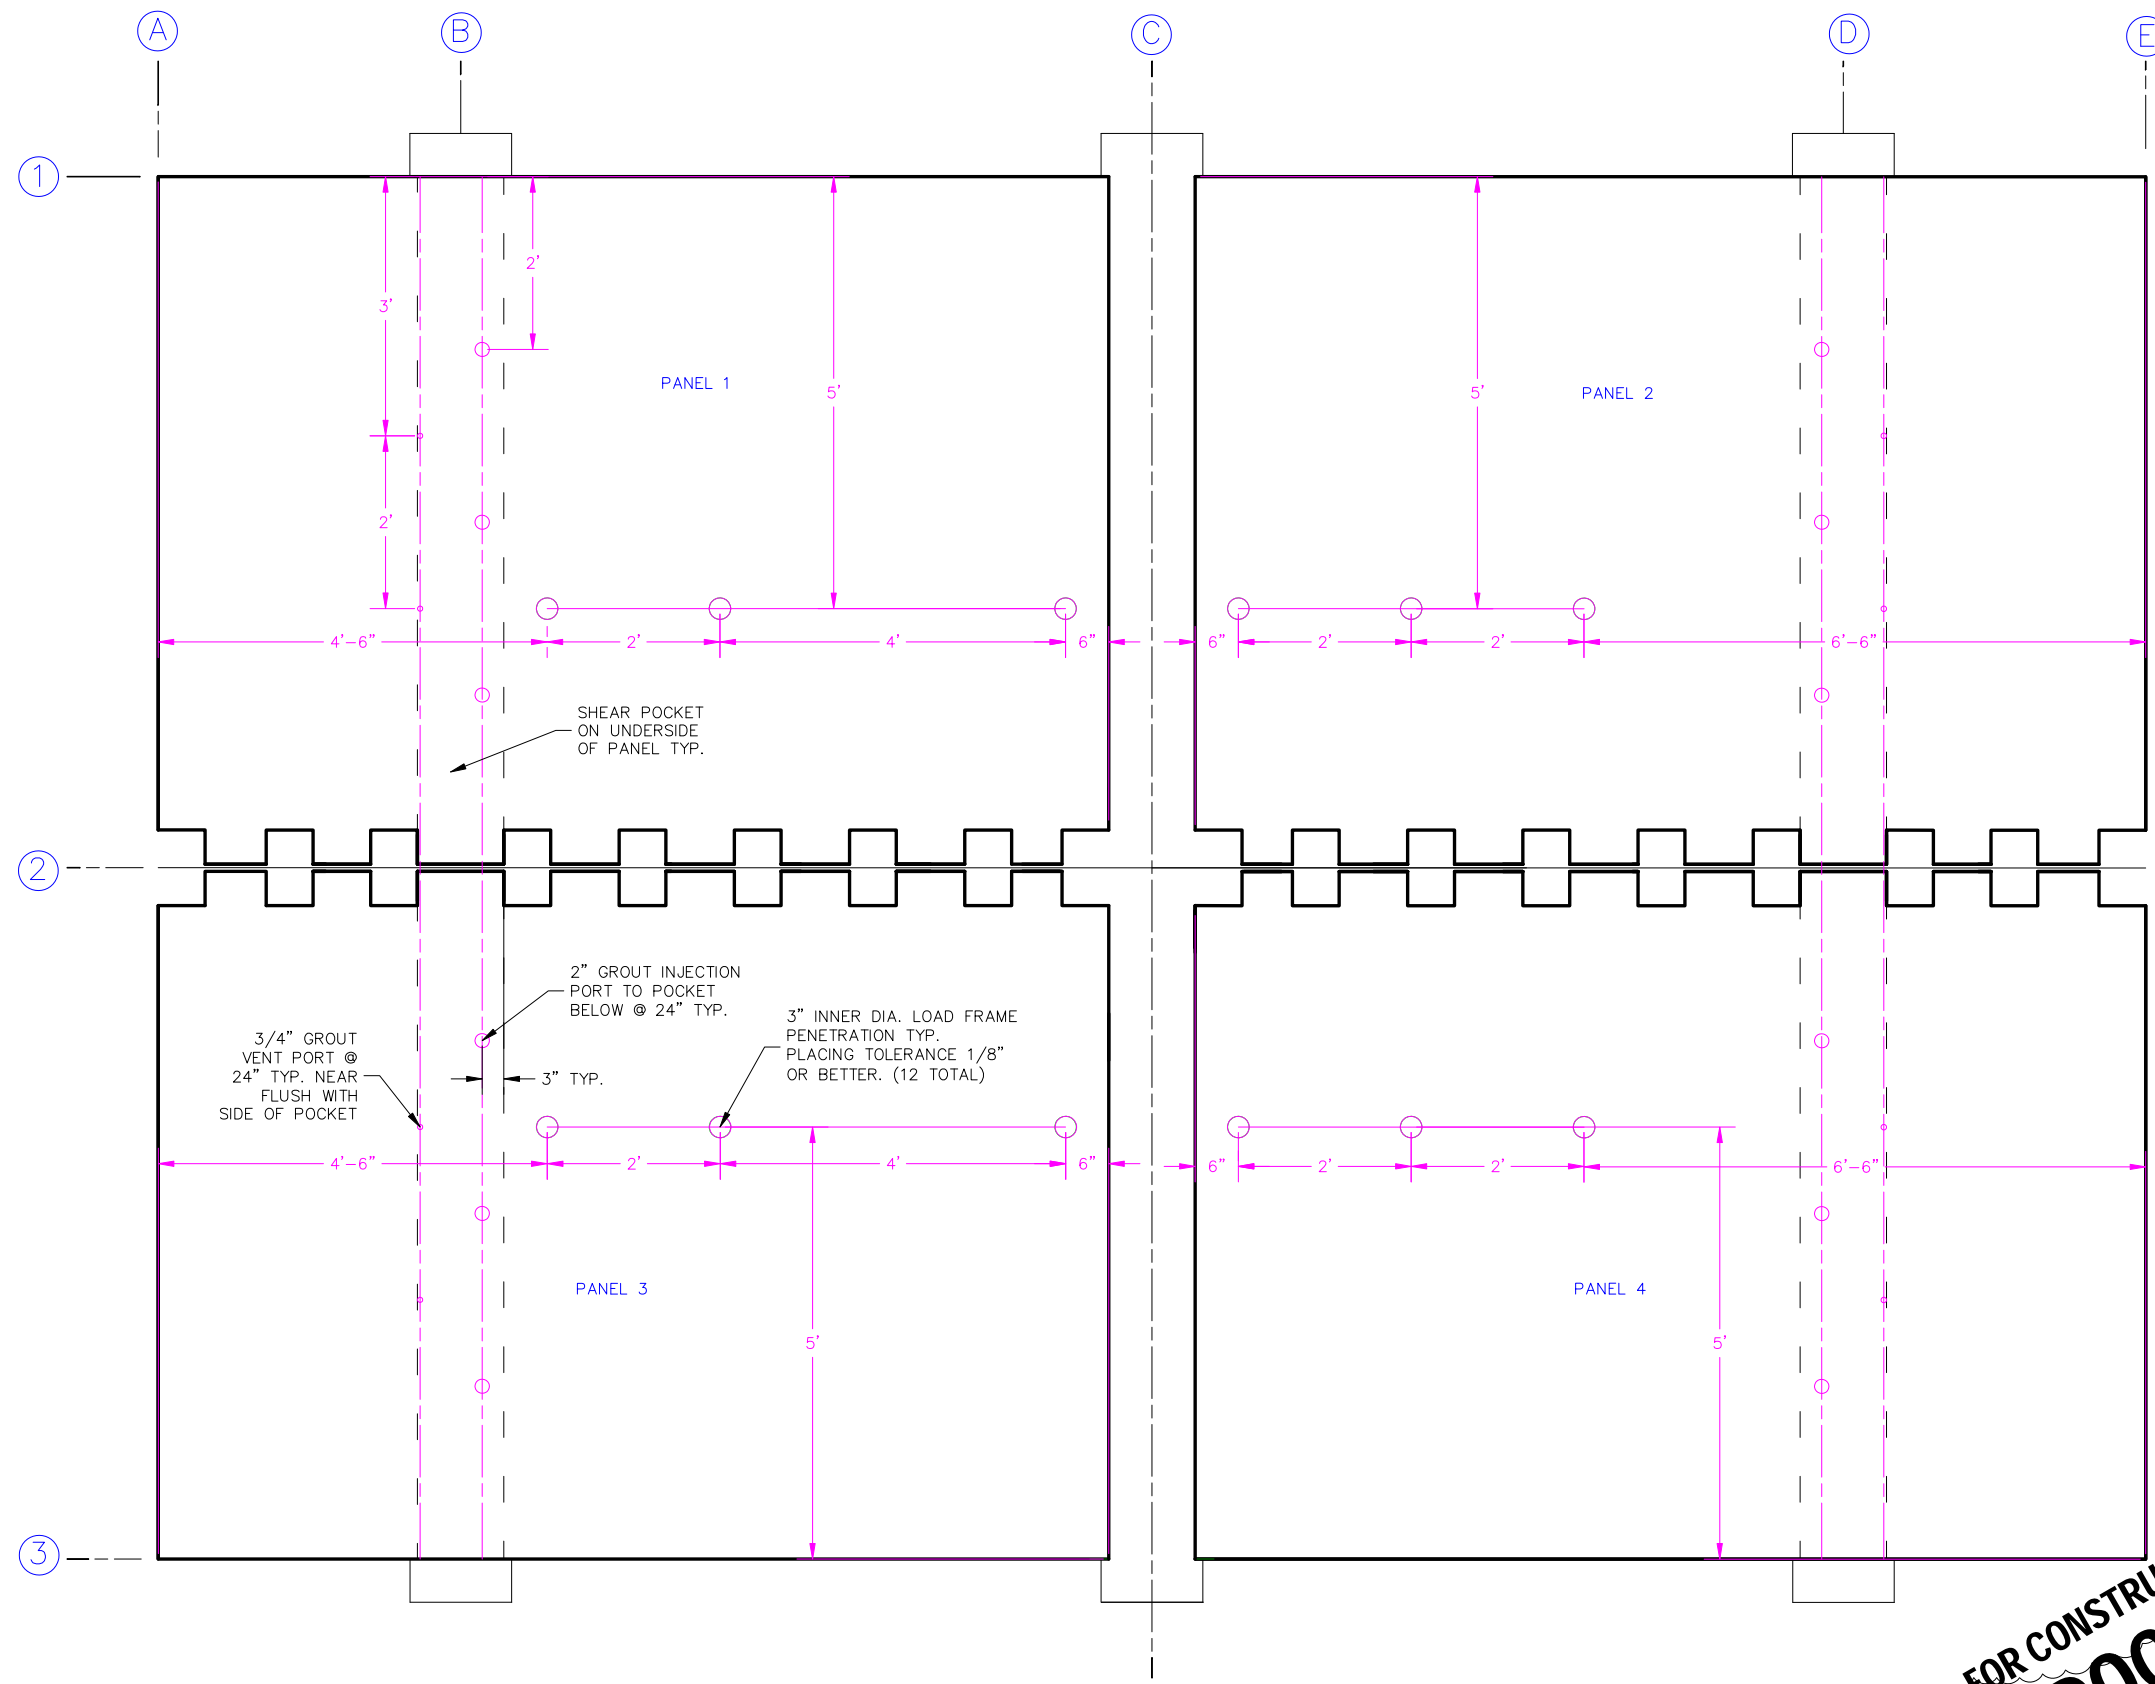 A
B
C
D
E
1
2'
3'
PANEL 1
5'
5'
PANEL 2
2'
4'-6"
2'
4'
6"
6"
2'
2'
6'-6"
SHEAR POCKET
ON UNDERSIDE
OF PANEL TYP.
2
2" GROUT INJECTION
PORT TO POCKET
BELOW @ 24" TYP.
3" INNER DIA. LOAD FRAME
PENETRATION TYP.
PLACING TOLERANCE 1/8"
OR BETTER. (12 TOTAL)
3/4" GROUT
VENT PORT @
24" TYP. NEAR
FLUSH WITH
SIDE OF POCKET
3" TYP.
4'-6"
2'
4'
6"
6"
2'
2'
6'-6"
PANEL 3
PANEL 4
5'
5'
3
FOR